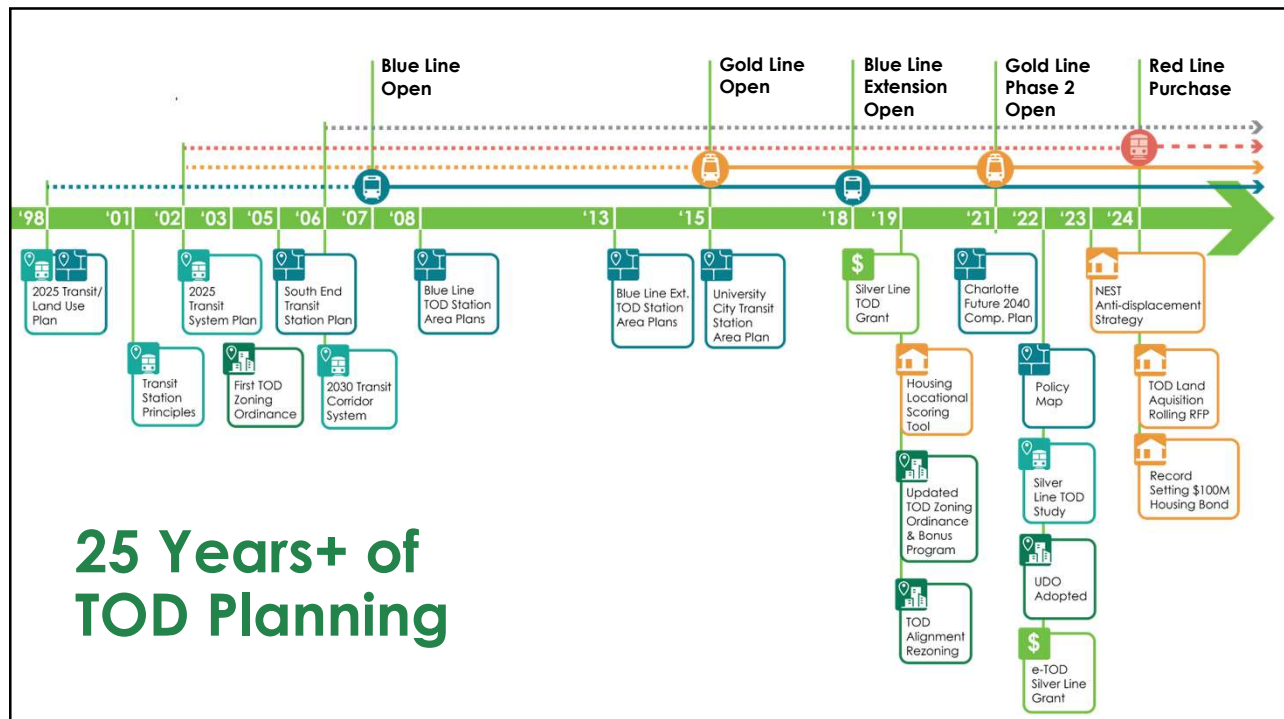 Blue Line
Open
Gold Line
Open
Blue Line
Extension
Open
Gold Line
Phase 2
Open
Red Line
Purchase
‘98
‘01
‘02
‘03
‘05
‘06
‘07
‘08
‘13
‘15
‘18
‘19
‘21
‘22
‘23
‘24
2025 Transit/
Land Use
Plan
2025
Transit
System Plan
South End
Transit
Station Plan
Blue Line
TOD Station
Area Plans
Blue Line Ext.
TOD Station
Area Plans
University
City Transit
Station
Area Plan
$
Silver Line
TOD
Grant
Charlotte
Future 2040
Comp. Plan
NEST
Anti-displacement
Strategy
Transit
Station
Principles
First TOD
Zoning
Ordinance
2030 Transit
Corridor
System
Housing
Locational
Scoring
Tool
Policy
Map
TOD Land
Aquisition
Rolling RFP
Updated
TOD Zoning
Ordinance
& Bonus
Program
Silver
Line TOD
Study
Record
Setting $100M
Housing Bond
TOD
Alignment
Rezoning
UDO
Adopted
$
e-TOD
Silver Line
Grant
25 Years+ of
TOD Planning